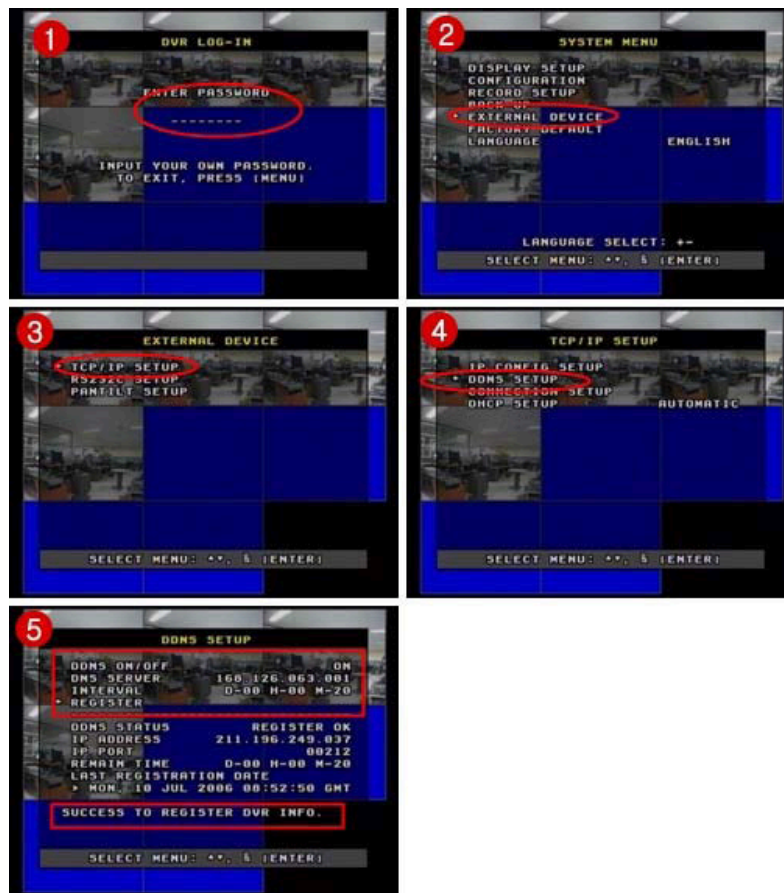 1
DVR LOG-IN
ENTER PASSWORD
--------
INPUT YOUR OWN PASSWORD.
TO EXIT, PRESS (MENU)
2
SYSTEM MENU
DISPLAY SETUP
CONFIGURATION
RECORD SETUP
BACK UP
EXTERNAL DEVICE
FACTORY DEFAULT
LANGUAGE ENGLISH
LANGUAGE SELECT: +-
SELECT MENU: , & (ENTER)
3
EXTERNAL DEVICE
TCP/IP SETUP
RS232C SETUP
PANTILT SETUP
SELECT MENU: , & (ENTER)
4
TCP/IP SETUP
IP CONFIG SETUP
DDNS SETUP
CONNECTION SETUP
DHCP SETUP AUTOMATIC
SELECT MENU: , & (ENTER)
5
DDNS SETUP
DDNS ON/OFF ON
DNS SERVER 168.126.063.001
INTERVAL D-00 H-00 M-20
REGISTER
DDNS STATUS REGISTER OK
IP ADDRESS 211.196.249.037
IP PORT 00212
REMAIN TIME D-00 H-00 M-20
LAST REGISTRATION DATE
MON, 10 JUL 2006 08:52:50 GMT
SUCCESS TO REGISTER DVR INFO.
SELECT MENU: , & (ENTER)